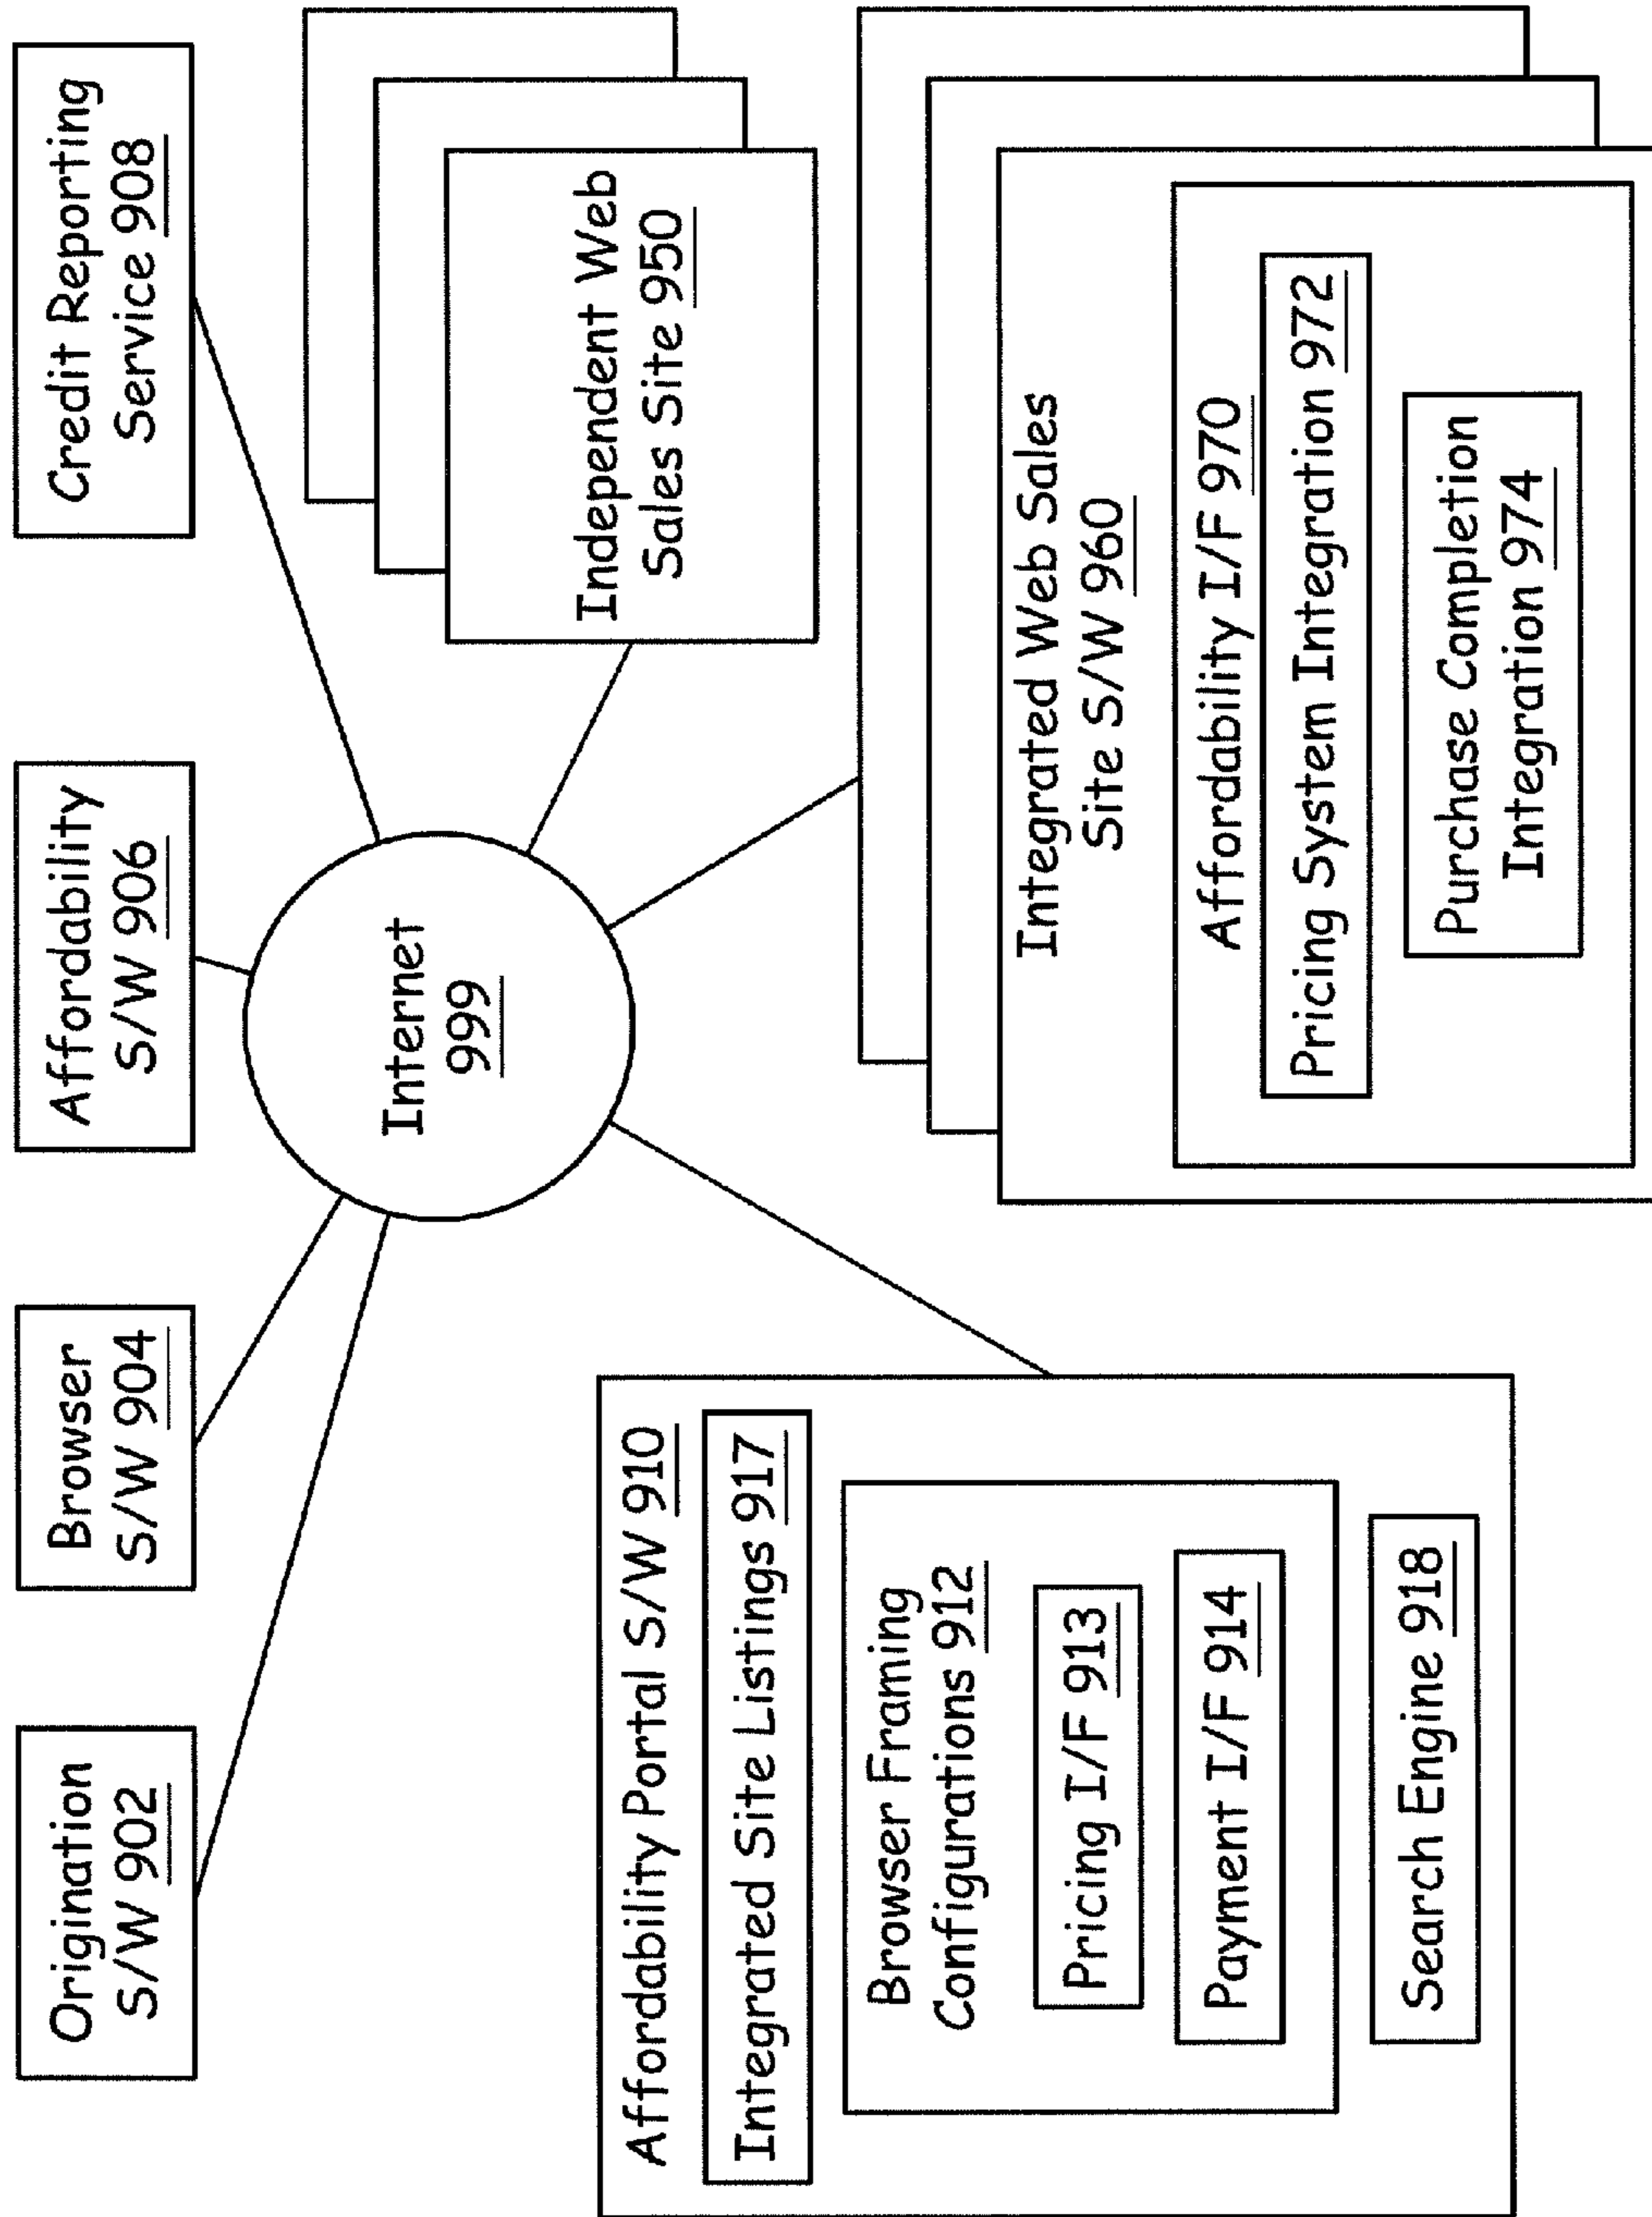 Origination
S/W 902
Browser
S/W 904
Affordability
S/W 906
Credit Reporting
Service 908
Internet
999
Independent Web
Sales Site 950
Affordability Portal S/W 910
Integrated Site Listings 917
Browser Framing
Configurations 912
Pricing I/F 913
Payment I/F 914
Search Engine 918
Integrated Web Sales
Site S/W 960
Affordability I/F 970
Pricing System Integration 972
Purchase Completion
Integration 974